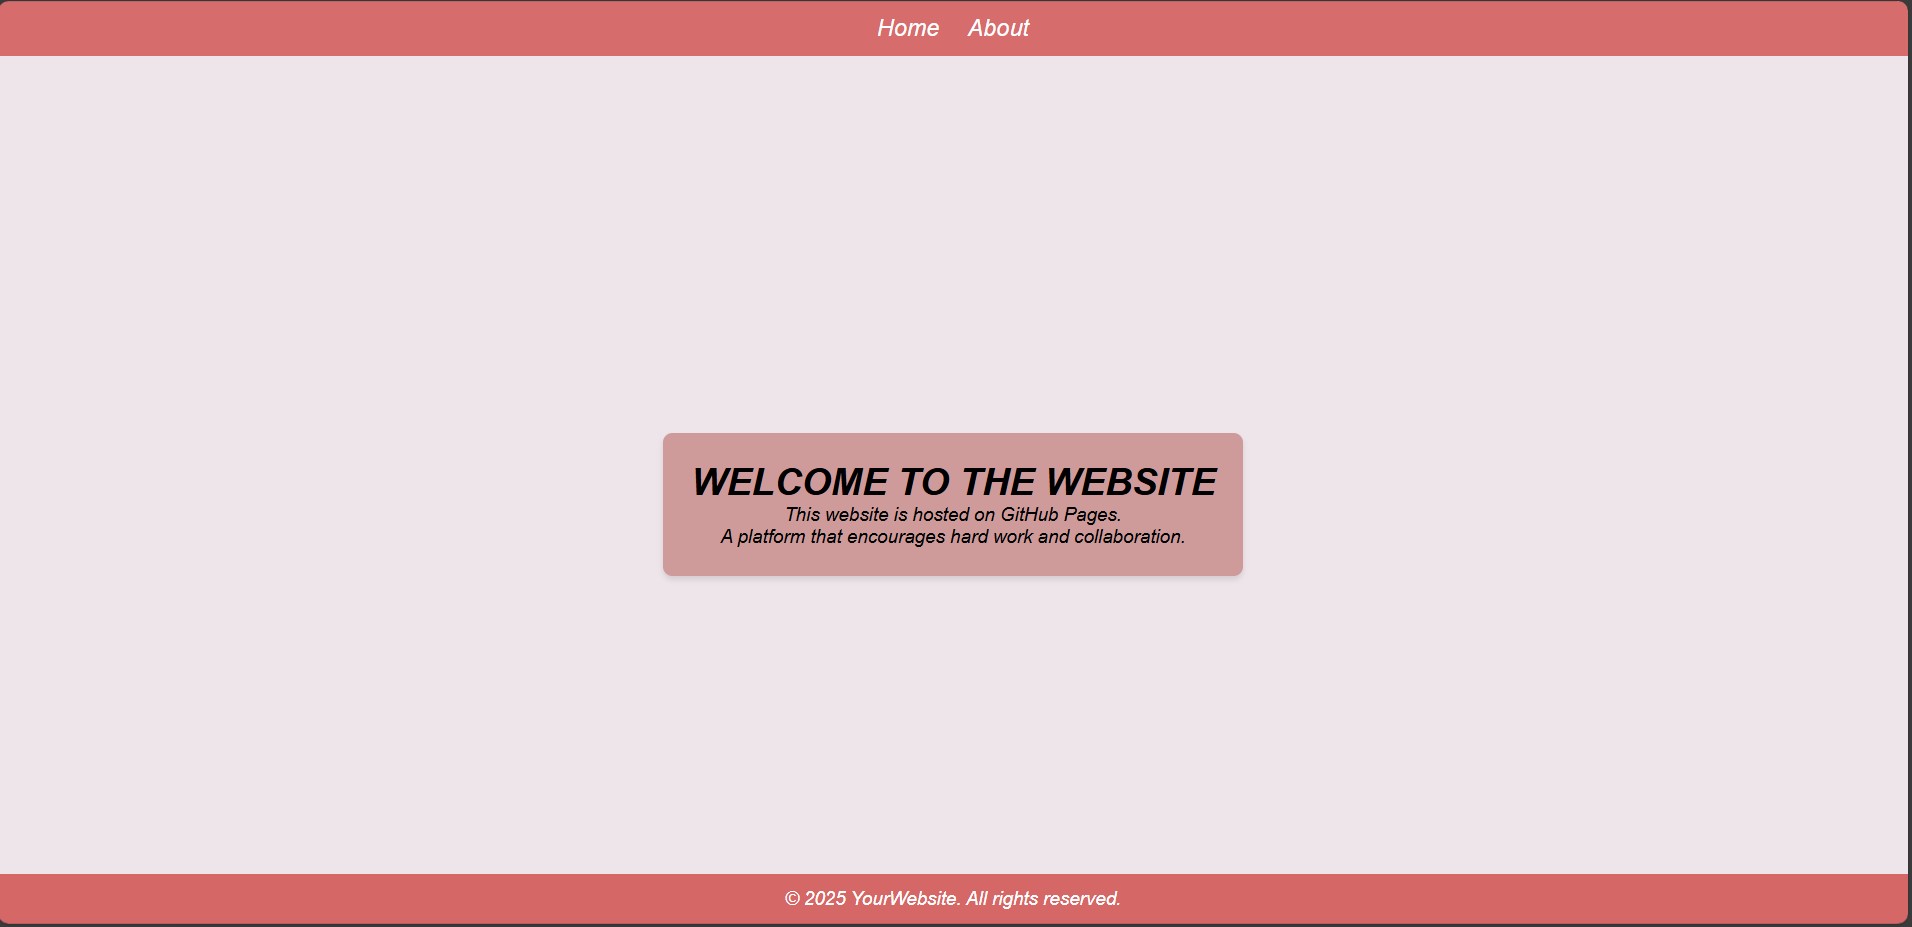 Home About
WELCOME TO THE WEBSITE
This website is hosted on GitHub Pages.
A platform that encourages hard work and collaboration.
© 2025 YourWebsite. All rights reserved.